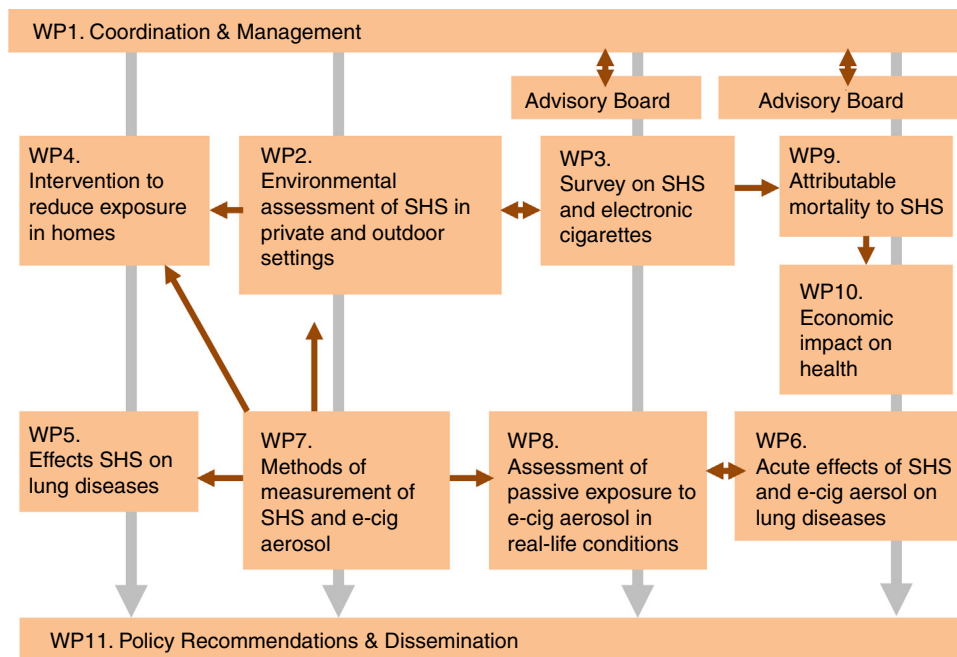 WP1. Coordination & Management
Advisory Board
Advisory Board
WP4.
Intervention to
reduce exposure
in homes
WP2.
Environmental
assessment of SHS in
private and outdoor
settings
WP3.
Survey on SHS
and electronic
cigarettes
WP9.
Attributable
mortality to SHS
WP10.
Economic
impact on
health
WP5.
Effects SHS on
lung diseases
WP7.
Methods of
measurement of
SHS and e-cig
aerosol
WP8.
Assessment of
passive exposure to
e-cig aerosol in
real-life conditions
WP6.
Acute effects of SHS
and e-cig aersol on
lung diseases
WP11. Policy Recommendations & Dissemination